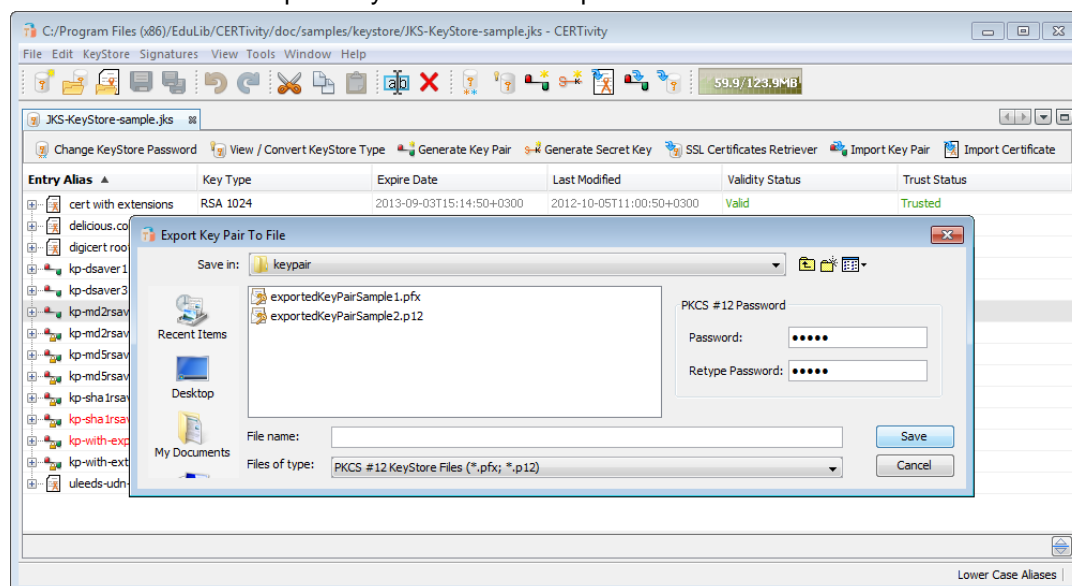 C:/Program Files (x86)/EduLib/CERTivity/doc/samples/keystore/JKS-KeyStore-sample.jks - CERTivity
File Edit KeyStore Signatures View Tools Window Help
59.9/123.9MB
JKS-KeyStore-sample.jks
Change KeyStore Password View / Convert KeyStore Type Generate Key Pair Generate Secret Key SSL Certificates Retriever Import Key Pair Import Certificate
Entry Alias Key Type Expire Date Last Modified Validity Status Trust Status
cert with extensions RSA 1024 2013-09-03T15:14:50+0300 2012-10-05T11:00:50+0300 Valid Trusted
delicious.co
digicert root
kp-dsaver1
kp-dsaver3
kp-md2rsav
kp-md2rsav
kp-md5rsav
kp-md5rsav
kp-sha1rsav
kp-sha1rsav
kp-with-exp
kp-with-ext
uleeds-udn-
Export Key Pair To File
Save in: keypair
exportedKeyPairSample1.pfx
exportedKeyPairSample2.p12
Recent Items
Desktop
My Documents
PKCS #12 Password
Password: •••••
Retype Password: •••••
File name:
Save
Files of type: PKCS #12 KeyStore Files (*.pfx; *.p12)
Cancel
Lower Case Aliases